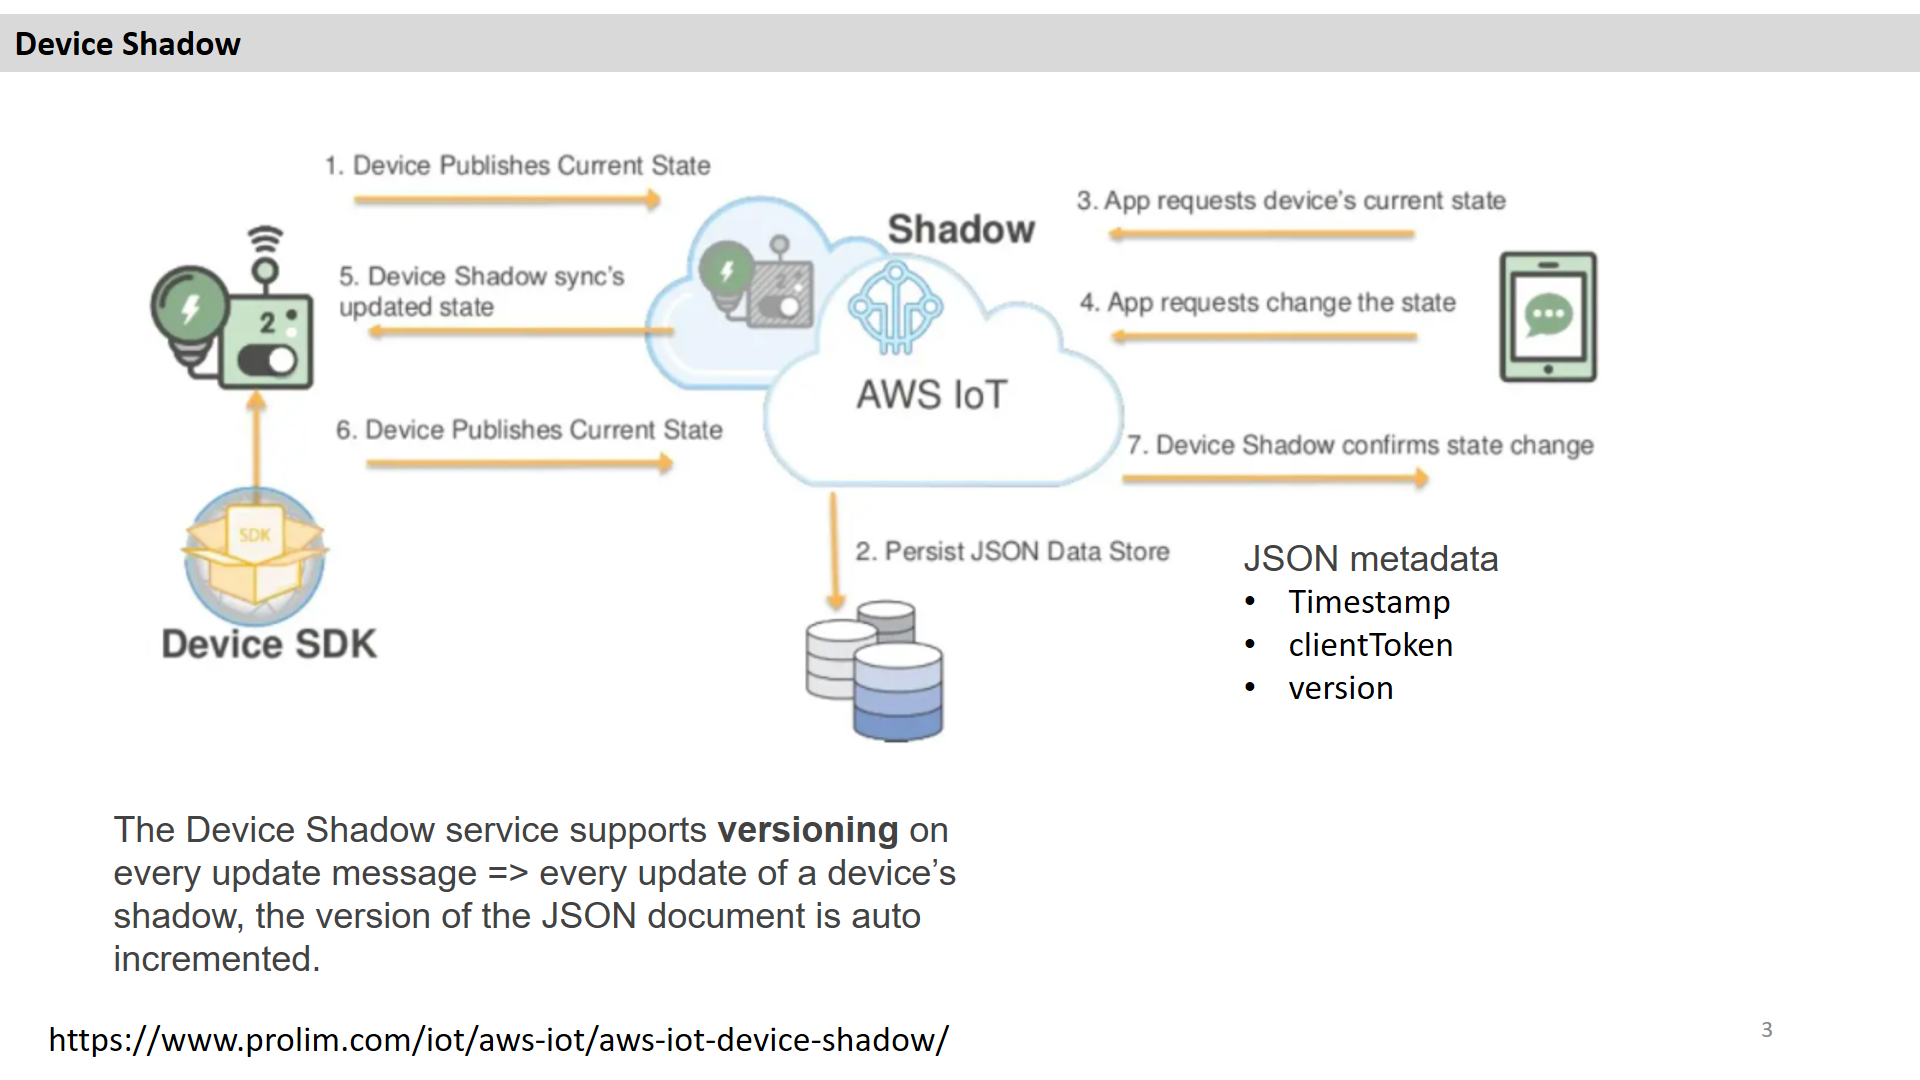 Device Shadow
1. Device Publishes Current State
Shadow
3. App requests device's current state
5. Device Shadow sync's
updated state
2
4. App requests change the state
AWS IoT
6. Device Publishes Current State
7. Device Shadow confirms state change
SDK
Device SDK
2. Persist JSON Data Store
JSON metadata
• Timestamp
• clientToken
• version
The Device Shadow service supports versioning on
every update message => every update of a device’s
shadow, the version of the JSON document is auto
incremented.
https://www.prolim.com/iot/aws-iot/aws-iot-device-shadow/
3